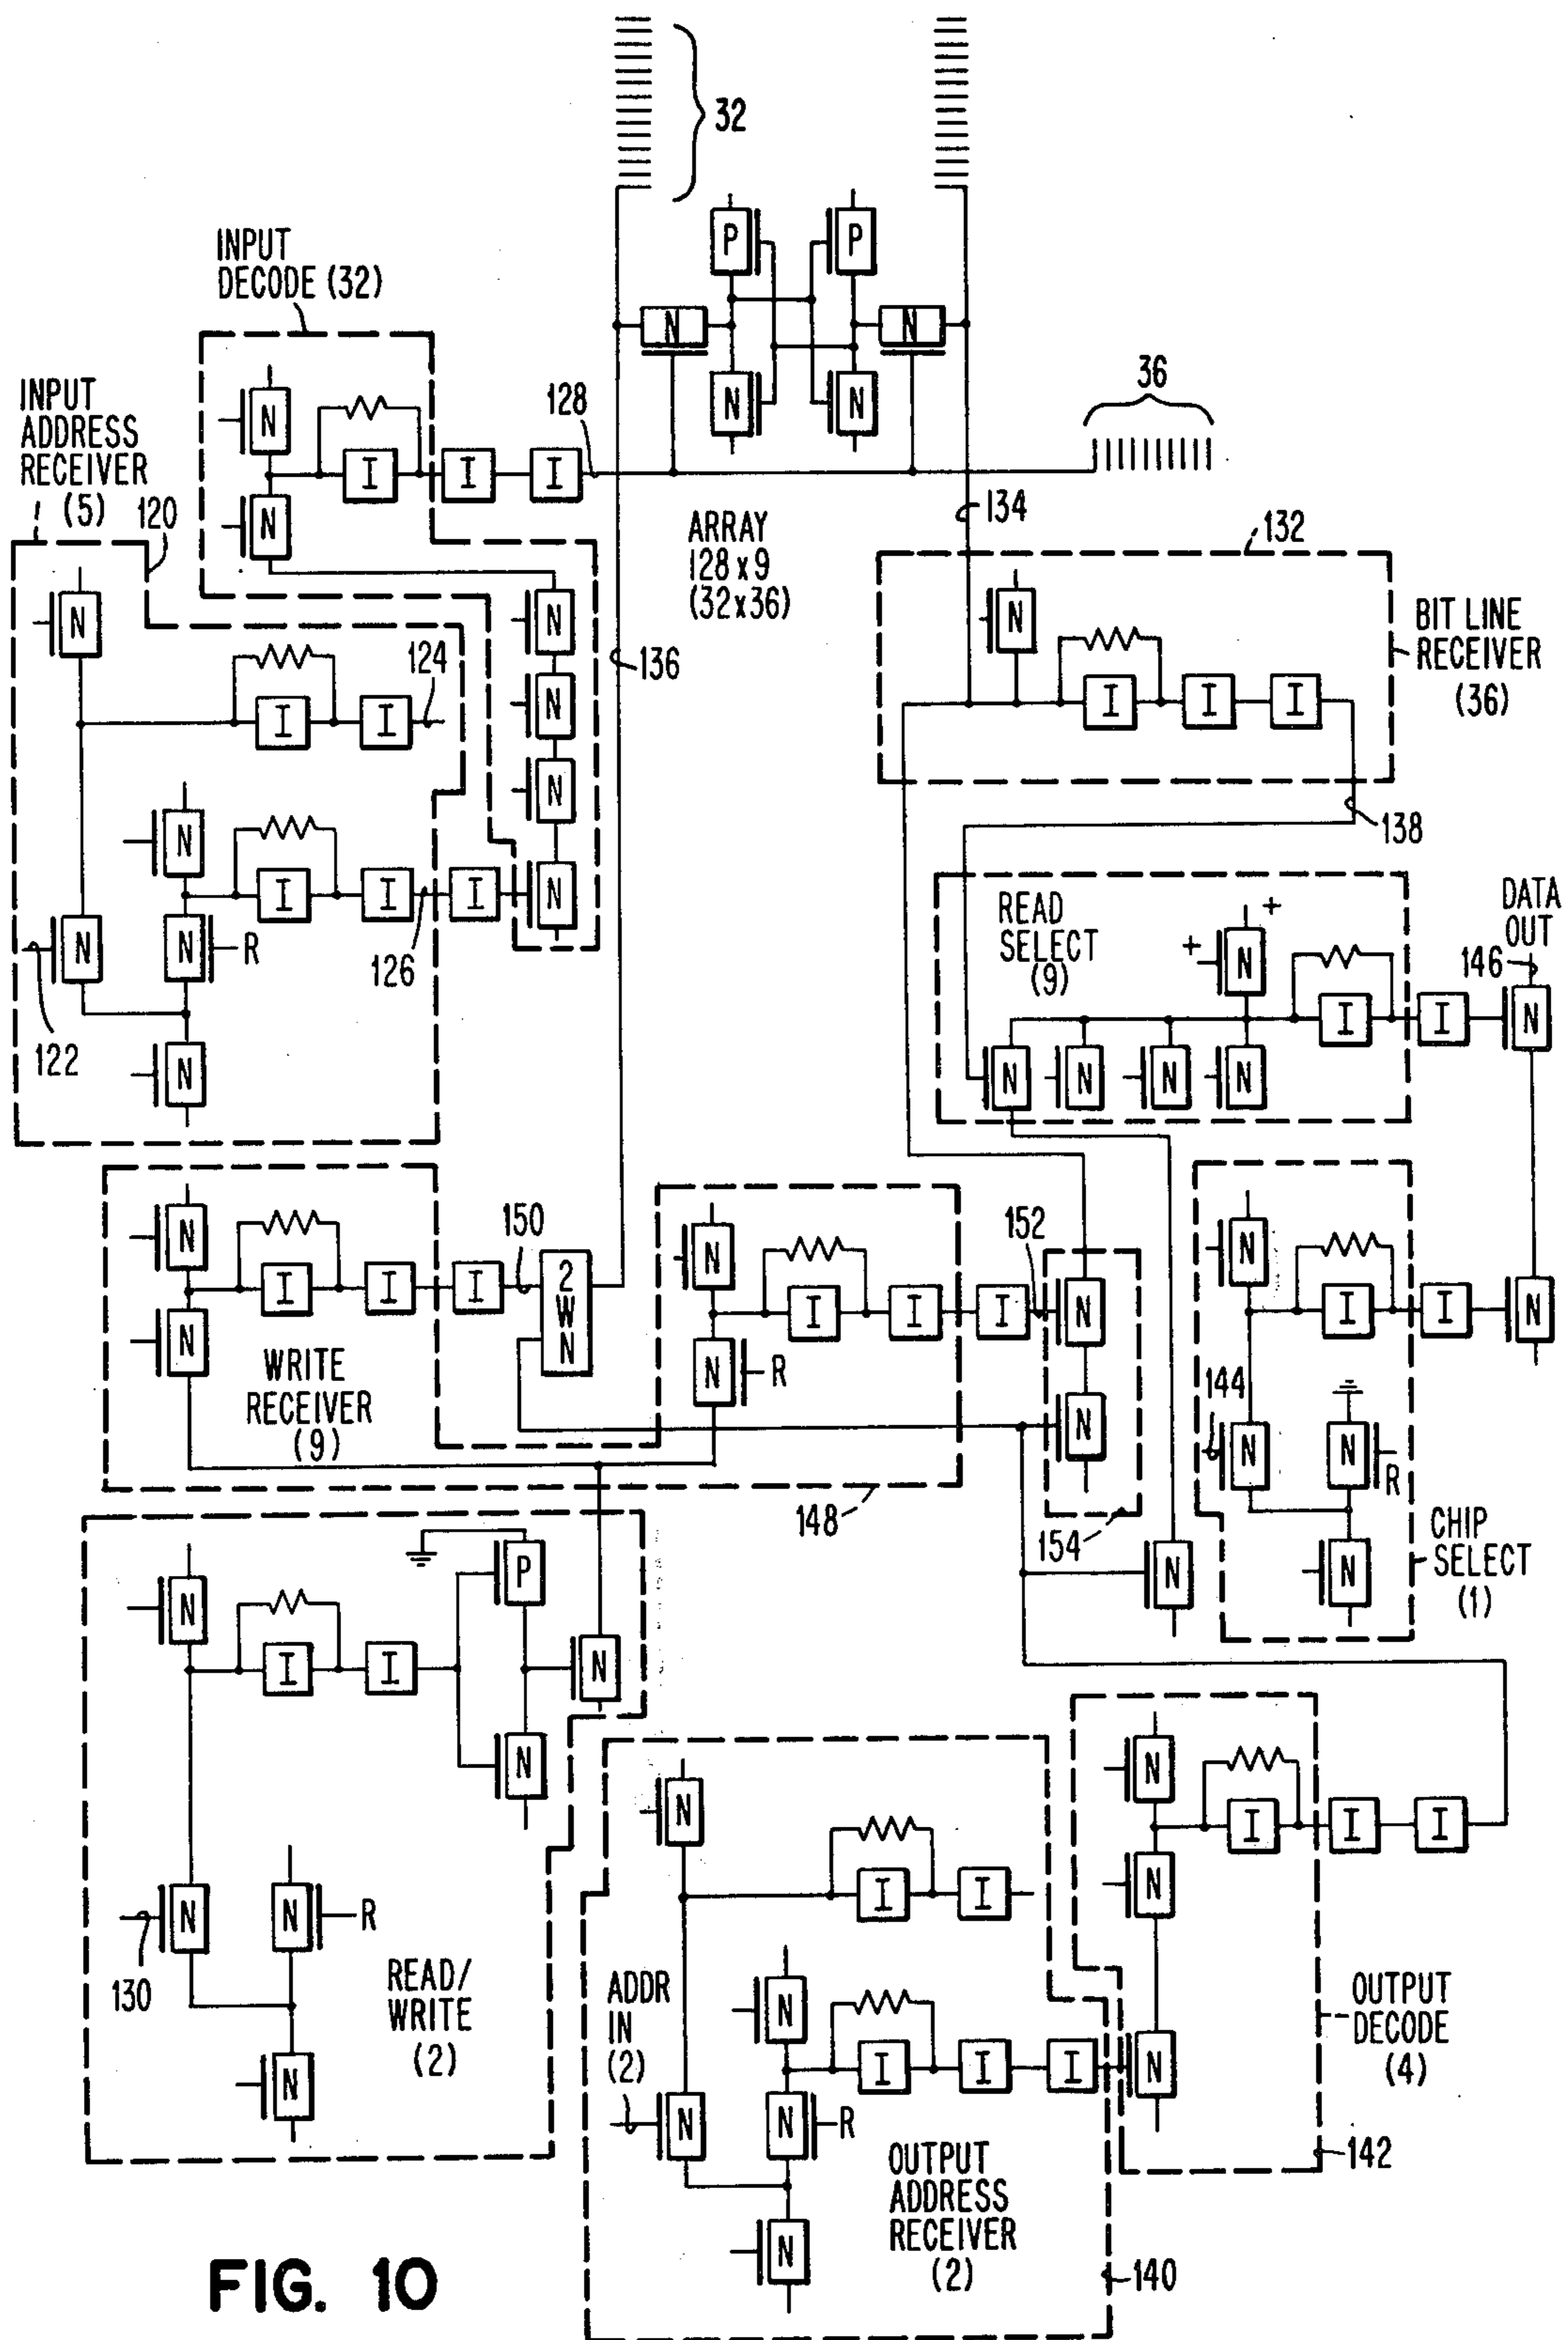 32
P
P
INPUT
DECODE (32)
N
N
36
INPUT
ADDRESS
RECEIVER
(5)
120
N
I
I
I
128
N
N
N
134
132
ARRAY
128 x 9
(32x36)
BIT LINE
RECEIVER
(36)
N
N
N
124
136
I
I
N
I
I
I
N
N
138
N
I
I
126
I
N
N
N
R
122
N
READ
SELECT
(9)
+
+
N
DATA
OUT
146
I
I
N
N
N
N
N
N
I
I
I
150
2
W
N
N
WRITE
RECEIVER
(9)
N
I
I
I
152
N
R
N
N
148
154
N
I
I
N
144
N
N
R
N
CHIP
SELECT
(1)
N
N
I
I
P
N
N
130
N
N
R
N
READ/
WRITE
(2)
N
I
I
ADDR
IN
(2)
N
I
I
I
N
N
R
N
OUTPUT
ADDRESS
RECEIVER
(2)
140
N
I
I
I
N
N
OUTPUT
DECODE
(4)
142
FIG. 10